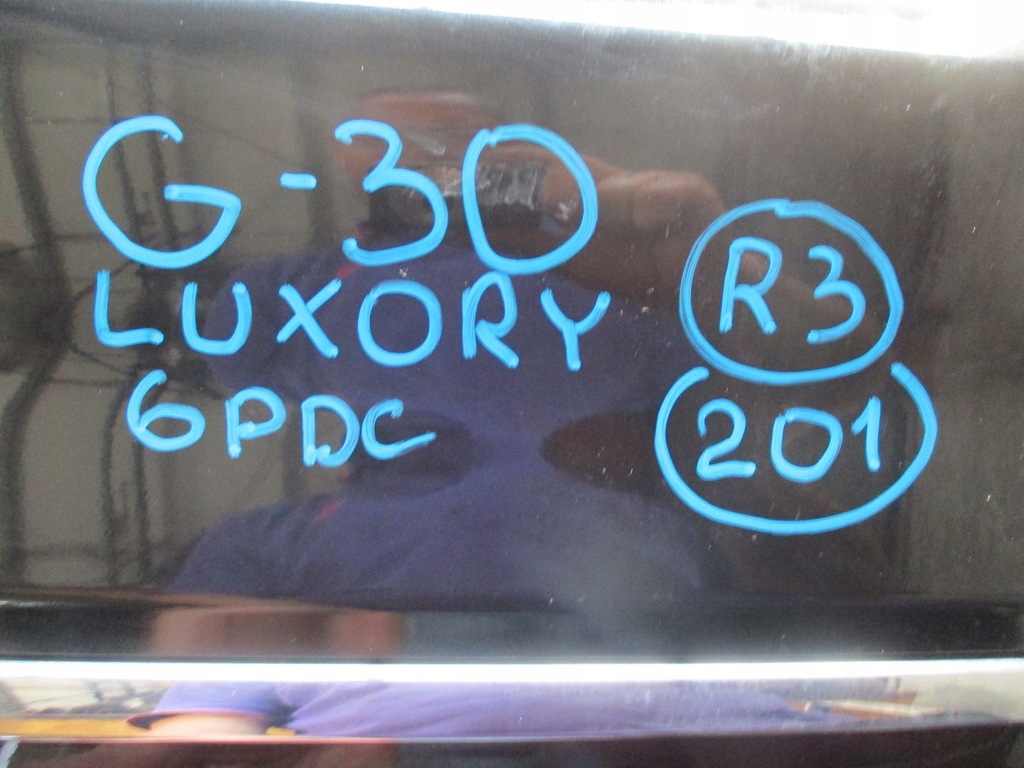 G-30
LUXORY
6PDC
R3
201